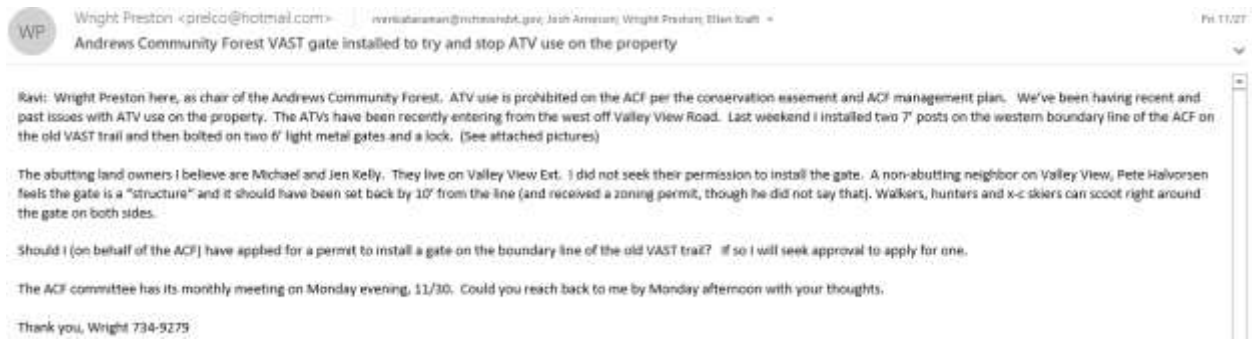 WP
Wright Preston <prelco@hotmail.com>
rvenkataraman@richmondvt.gov; Josh Arneson; Wright Preston; Ellen Kraft
Fri 11/27
Andrews Community Forest VAST gate installed to try and stop ATV use on the property
Ravi:  Wright Preston here, as chair of the Andrews Community Forest.  ATV use is prohibited on the ACF per the conservation easement and ACF management plan.   We've been having recent and
past issues with ATV use on the property.  The ATVs have been recently entering from the west off Valley View Road.  Last weekend I installed two 7' posts on the western boundary line of the ACF on
the old VAST trail and then bolted on two 6' light metal gates and a lock.  (See attached pictures)
The abutting land owners I believe are Michael and Jen Kelly.  They live on Valley View Ext.  I did not seek their permission to install the gate.  A non-abutting neighbor on Valley View, Pete Halvorsen
feels the gate is a "structure" and it should have been set back by 10' from the line (and received a zoning permit, though he did not say that). Walkers, hunters and x-c skiers can scoot right around
the gate on both sides.
Should I (on behalf of the ACF) have applied for a permit to install a gate on the boundary line of the old VAST trail?   If so I will seek approval to apply for one.
The ACF committee has its monthly meeting on Monday evening, 11/30.  Could you reach back to me by Monday afternoon with your thoughts.
Thank you, Wright 734-9279